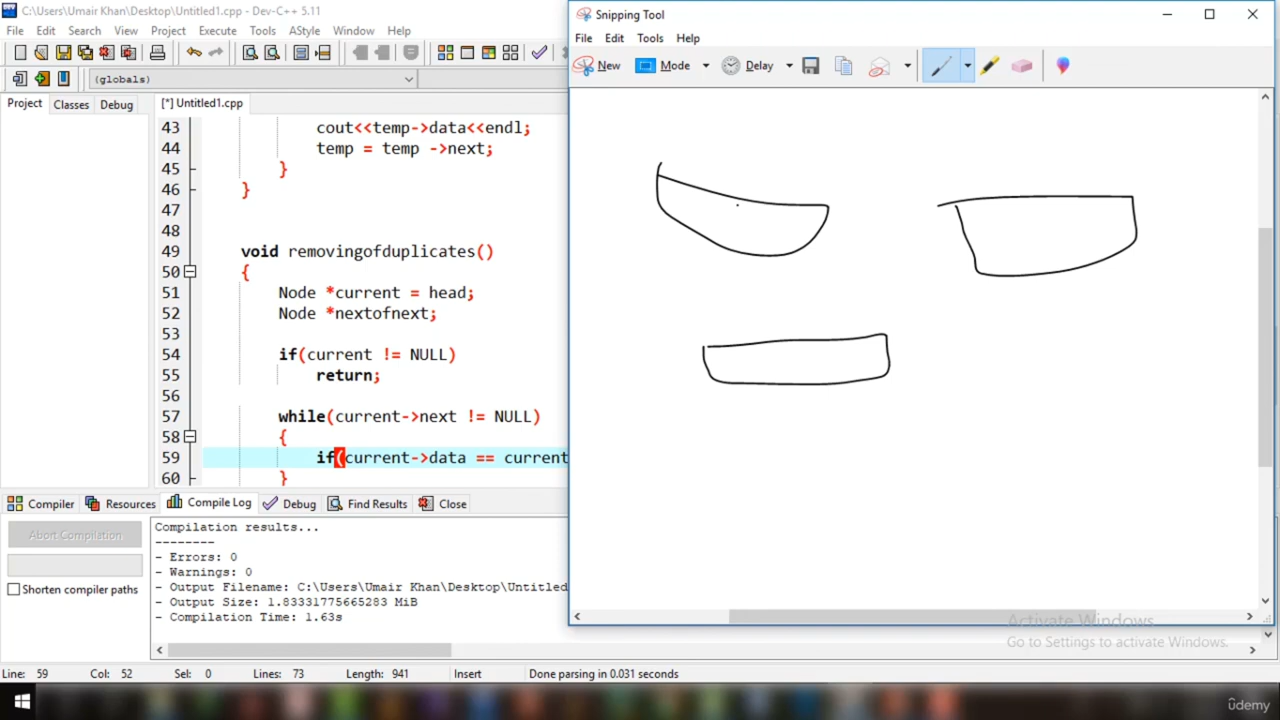 C:\Users\Umair Khan\Desktop\Untitled1.cpp - Dev-C++ 5.11
File Edit Search View Project Execute Tools AStyle Window Help
(globals)
Project Classes Debug
[*] Untitled1.cpp
43 cout<<temp->data<<endl;
44 temp = temp ->next;
45 }
46 }
47
48
49 void removingofduplicates()
50 {
51 Node *current = head;
52 Node *nextofnext;
53
54 if(current != NULL)
55 return;
56
57 while(current->next != NULL)
58 {
59 if(current->data == current
60 }
Compiler Resources Compile Log Debug Find Results Close
Abort Compilation
Shorten compiler paths
Compilation results...
--------
- Errors: 0
- Warnings: 0
- Output Filename: C:\Users\Umair Khan\Desktop\Untitled
- Output Size: 1.83331775665283 MiB
- Compilation Time: 1.63s
Line: 59 Col: 52 Sel: 0 Lines: 73 Length: 941 Insert Done parsing in 0.031 seconds
Snipping Tool
File Edit Tools Help
New Mode Delay
Activate Windows
Go to Settings to activate Windows.
ûdemy